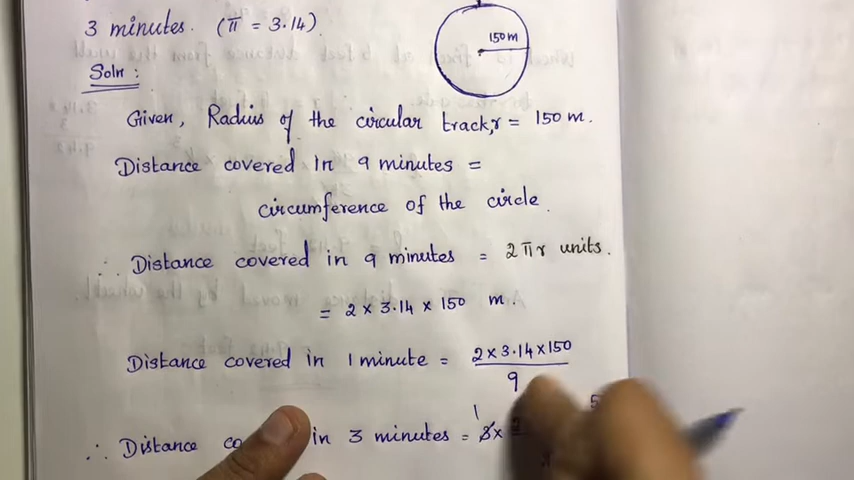 3 minutes. (π = 3.14).
150 m
Soln :
Given, Radius of the circular track, r = 150 m.
Distance covered in 9 minutes =
circumference of the circle.
∴ Distance covered in 9 minutes = 2πr units.
= 2 × 3.14 × 150 m.
Distance covered in 1 minute = 2 × 3.14 × 150
9
1
∴ Distance in 3 minutes = 3 ×